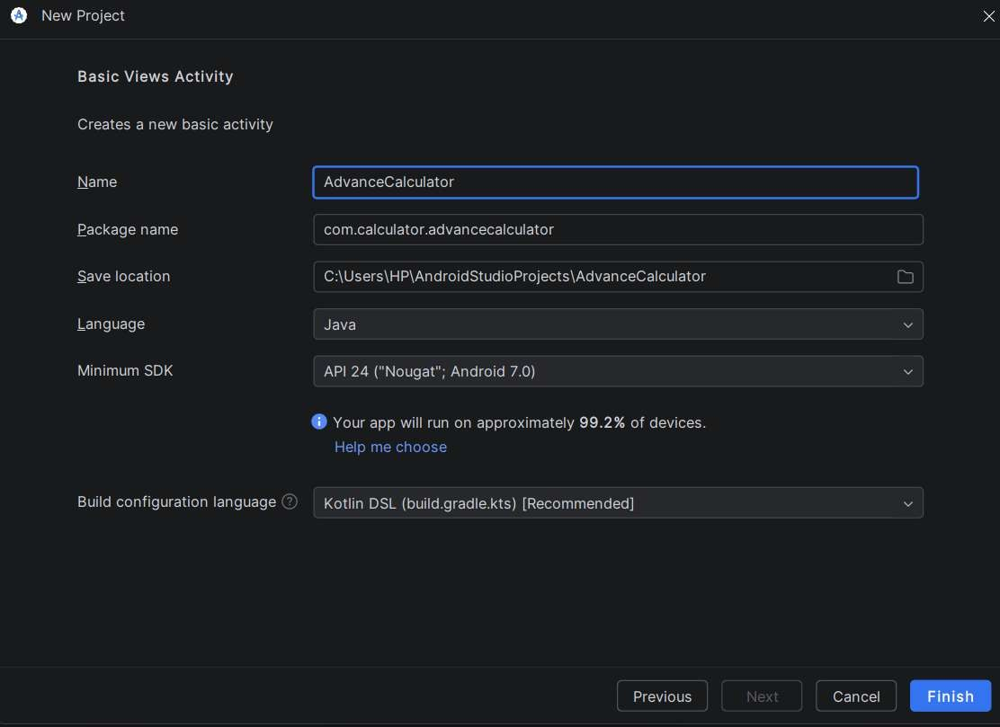 New Project
Basic Views Activity
Creates a new basic activity
Name AdvanceCalculator
Package name com.calculator.advancecalculator
Save location C:\Users\HP\AndroidStudioProjects\AdvanceCalculator
Language Java
Minimum SDK API 24 ("Nougat"; Android 7.0)
Your app will run on approximately 99.2% of devices.
Help me choose
Build configuration language ? Kotlin DSL (build.gradle.kts) [Recommended]
Previous Next Cancel Finish